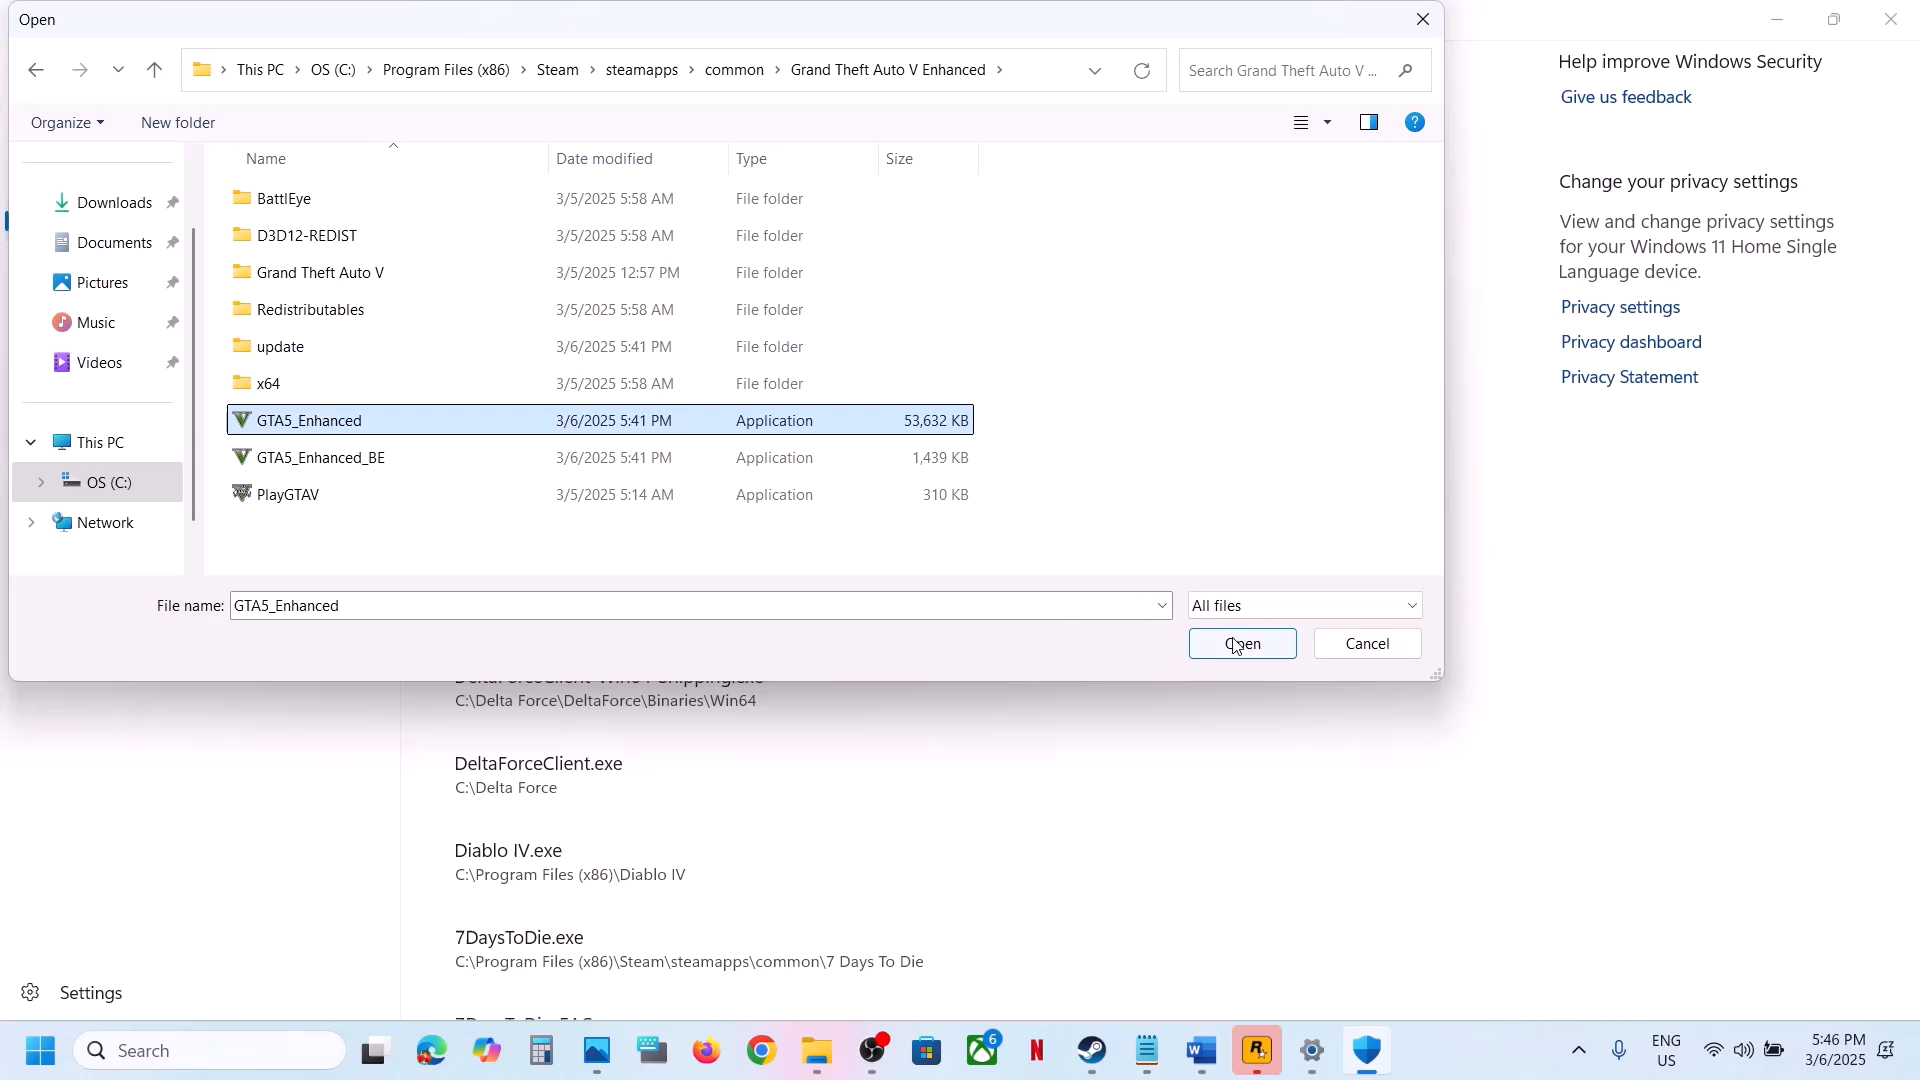 Open
This PC > OS (C:) > Program Files (x86) > Steam > steamapps > common > Grand Theft Auto V Enhanced >
Search Grand Theft Auto V ...
Organize
New folder
Name
Date modified
Type
Size
Downloads
Documents
Pictures
Music
Videos
This PC
OS (C:)
Network
BattlEye 3/5/2025 5:58 AM File folder
D3D12-REDIST 3/5/2025 5:58 AM File folder
Grand Theft Auto V 3/5/2025 12:57 PM File folder
Redistributables 3/5/2025 5:58 AM File folder
update 3/6/2025 5:41 PM File folder
x64 3/5/2025 5:58 AM File folder
GTA5_Enhanced 3/6/2025 5:41 PM Application 53,632 KB
GTA5_Enhanced_BE 3/6/2025 5:41 PM Application 1,439 KB
PlayGTAV 3/5/2025 5:14 AM Application 310 KB
File name: GTA5_Enhanced
All files
Open
Cancel
Help improve Windows Security
Give us feedback
Change your privacy settings
View and change privacy settings
for your Windows 11 Home Single
Language device.
Privacy settings
Privacy dashboard
Privacy Statement
C:\Delta Force\DeltaForce\Binaries\Win64
DeltaForceClient.exe
C:\Delta Force
Diablo IV.exe
C:\Program Files (x86)\Diablo IV
7DaysToDie.exe
C:\Program Files (x86)\Steam\steamapps\common\7 Days To Die
Settings
Search
6
ENG
US
5:46 PM
3/6/2025